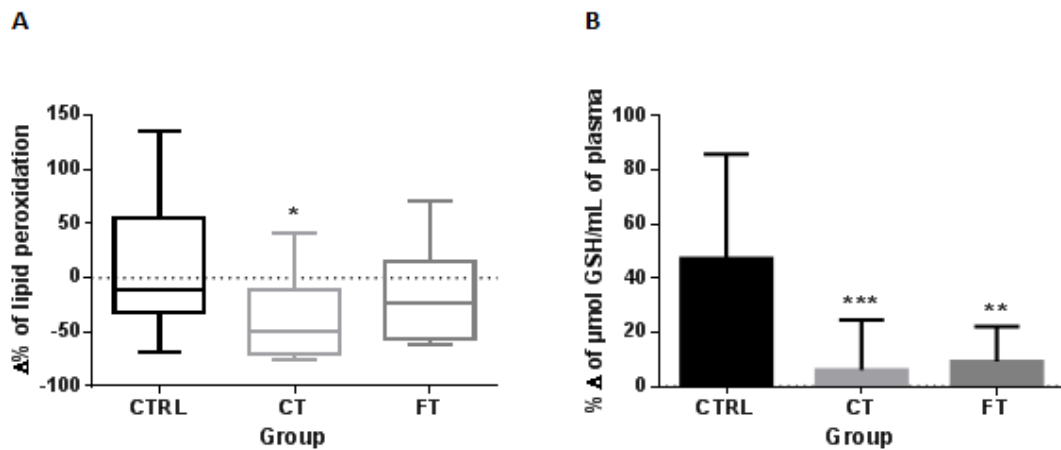 A
Δ% of lipid peroxidation
150
100
50
0
-50
-100
*
CTRL CT FT
Group
B
% Δ of µmol GSH/mL of plasma
100
80
60
40
20
0
*** **
CTRL CT FT
Group